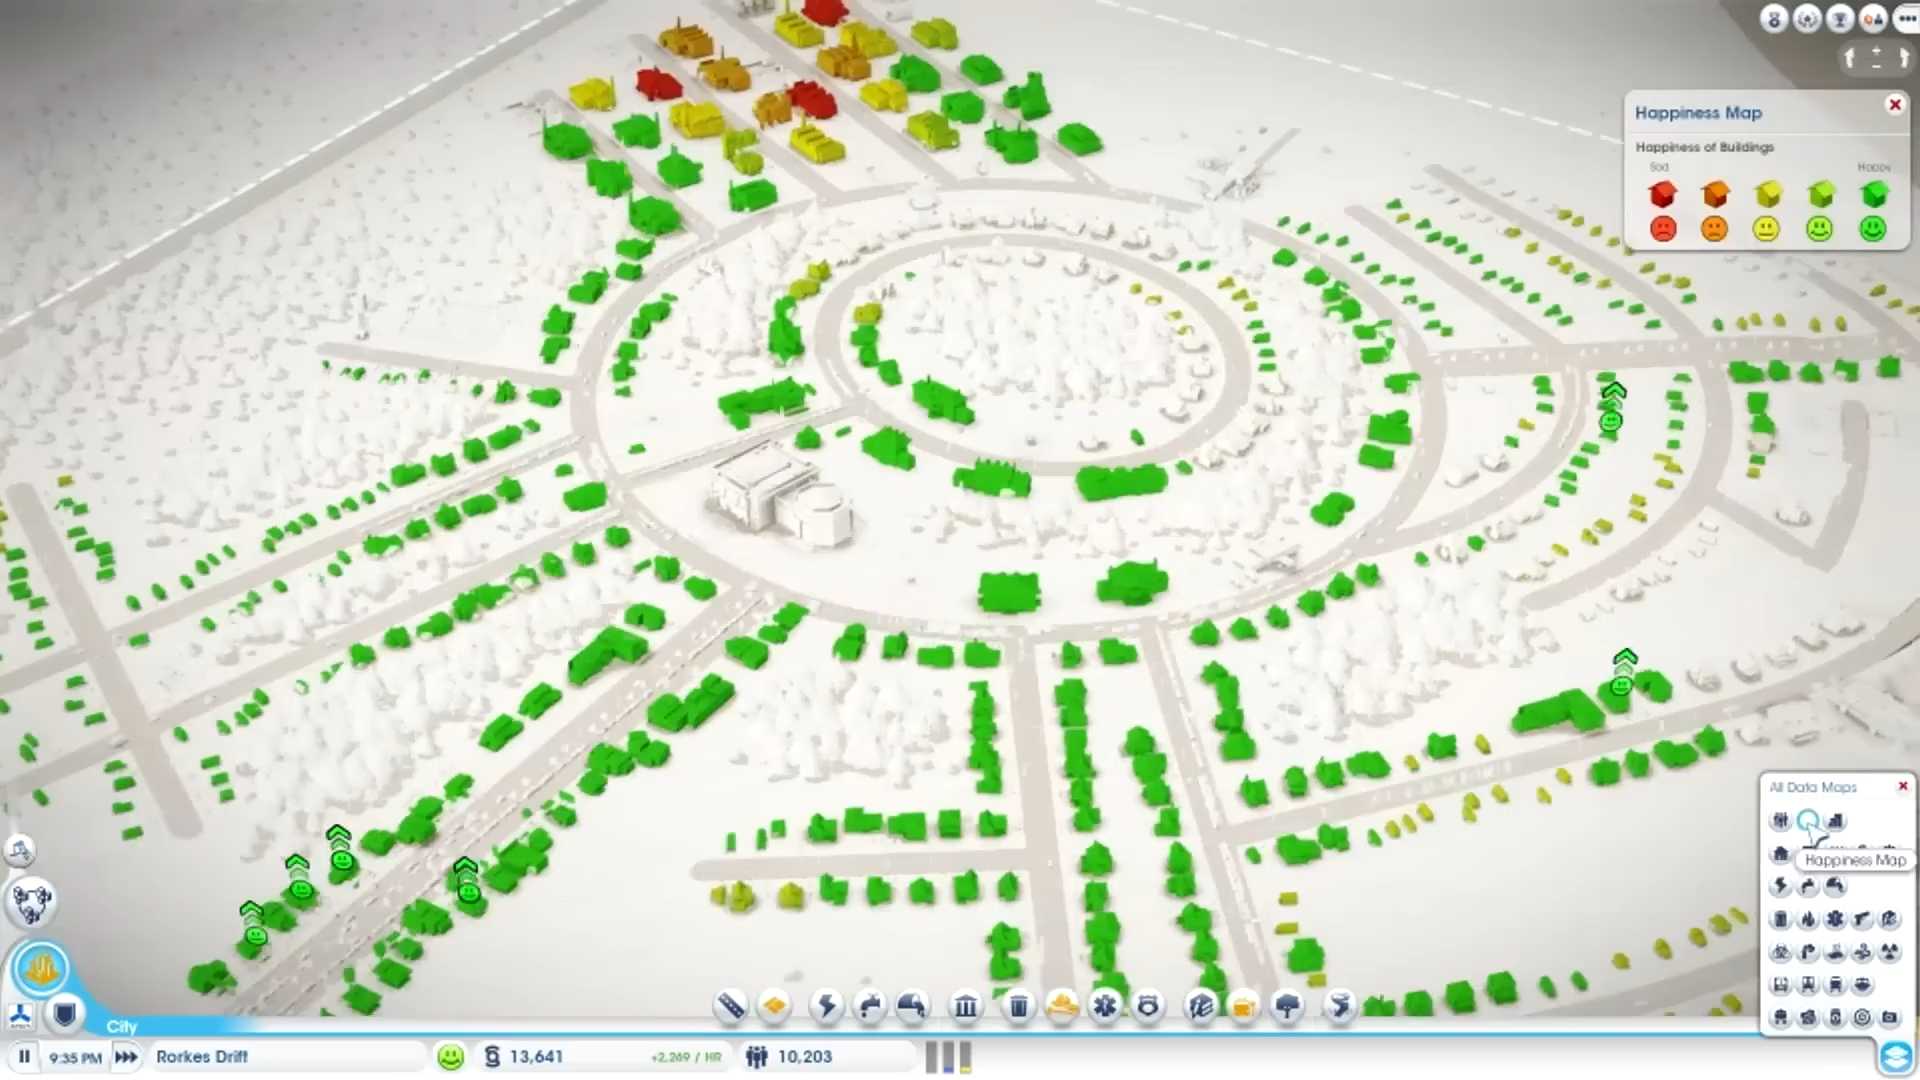 Happiness Map
Happiness of Buildings
Sad Happy
All Data Maps
Happiness Map
City
9:35 PM Rorkes Drift 13,641 +2,269 / HR 10,203